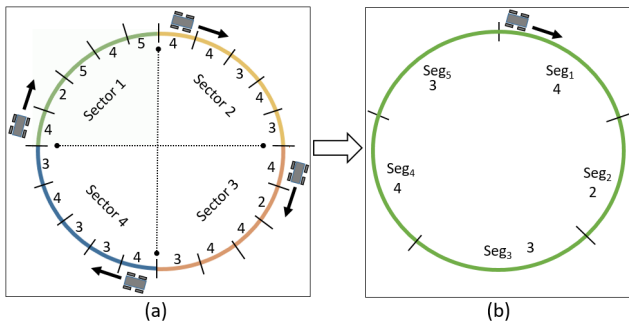 5 4
4 4
5 3
Sector 1
Sector 2
4
2
4 3
3 4
4 2
Sector 4
Sector 3
3 4
3 4
4 3
(a)
Seg1
4
Seg5
3
Seg4
4
Seg2
2
Seg3 3
(b)